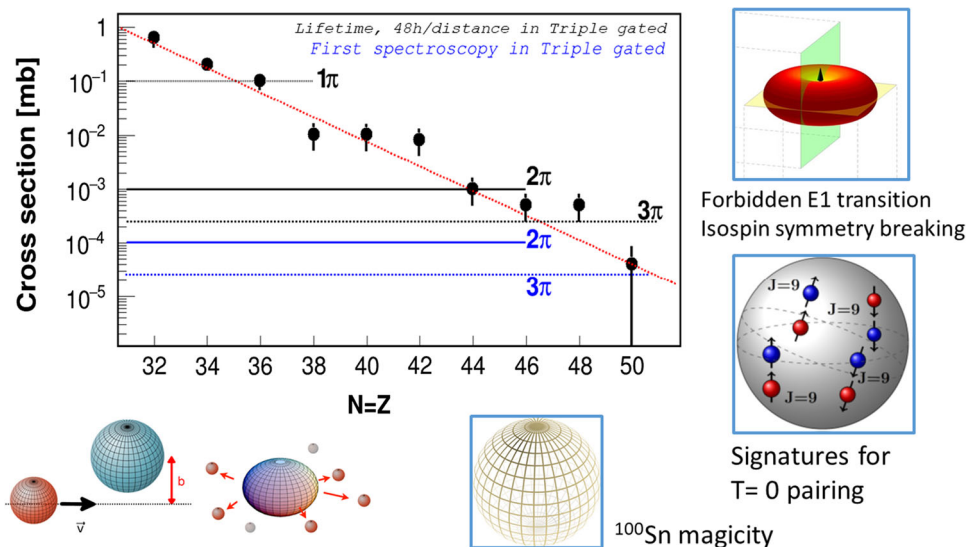 Lifetime, 48h/distance in Triple gated
First spectroscopy in Triple gated
Cross section [mb]
1
10⁻¹
10⁻²
10⁻³
10⁻⁴
10⁻⁵
1π
2π
3π
2π
3π
32 34 36 38 40 42 44 46 48 50
N=Z
Forbidden E1 transition
Isospin symmetry breaking
J=9
J=9
J=9
J=9
Signatures for
T= 0 pairing
b
v⃗
¹⁰⁰Sn magicity